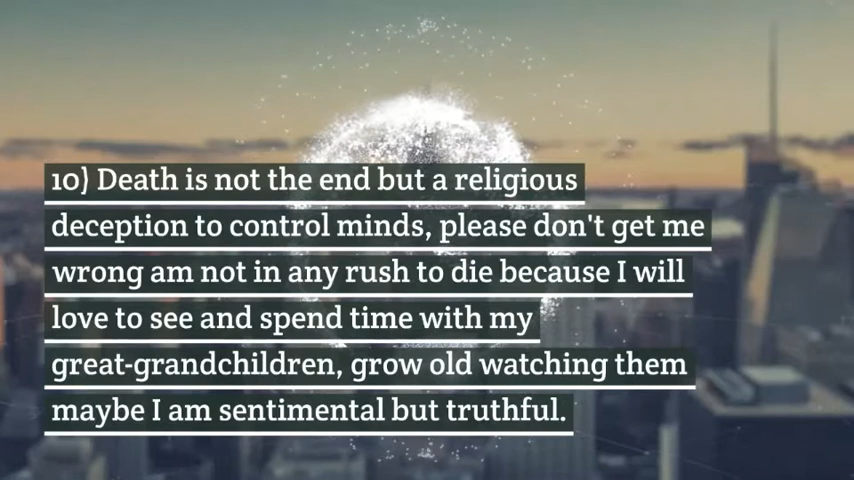 10) Death is not the end but a religious
deception to control minds, please don't get me
wrong am not in any rush to die because I will
love to see and spend time with my
great-grandchildren, grow old watching them
maybe I am sentimental but truthful.